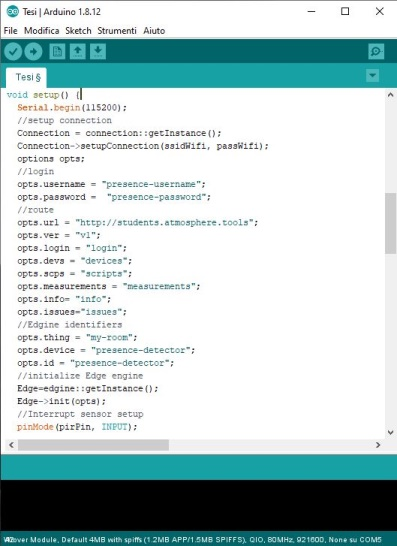 Tesi | Arduino 1.8.12
File Modifica Sketch Strumenti Aiuto
Tesi §
void setup() {
Serial.begin(115200);
//setup connection
Connection = connection::getInstance();
Connection->setupConnection(ssidWifi, passWifi);
options opts;
//login
opts.username = "presence-username";
opts.password =  "presence-password";
//route
opts.url = "http://students.atmosphere.tools";
opts.ver = "v1";
opts.login = "login";
opts.devs = "devices";
opts.scps = "scripts";
opts.measurements = "measurements";
opts.info= "info";
opts.issues="issues";
//Edgine identifiers
opts.thing = "my-room";
opts.device = "presence-detector";
opts.id = "presence-detector";
//initialize Edge engine
Edge=edgine::getInstance();
Edge->init(opts);
//Interrupt sensor setup
pinMode(pirPin, INPUT);
Module, Default 4MB with spiffs (1.2MB APP/1.5MB SPIFFS), QIO, 80MHz, 921600, None su COM5